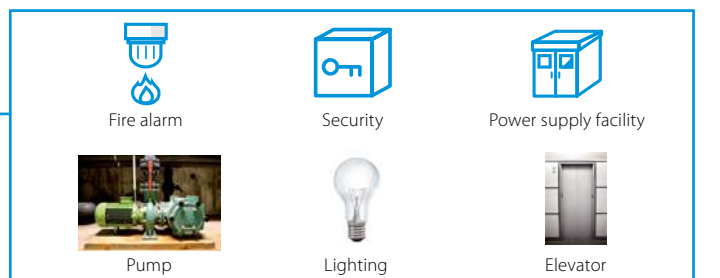 Fire alarm
Security
Power supply facility
Pump
Lighting
Elevator